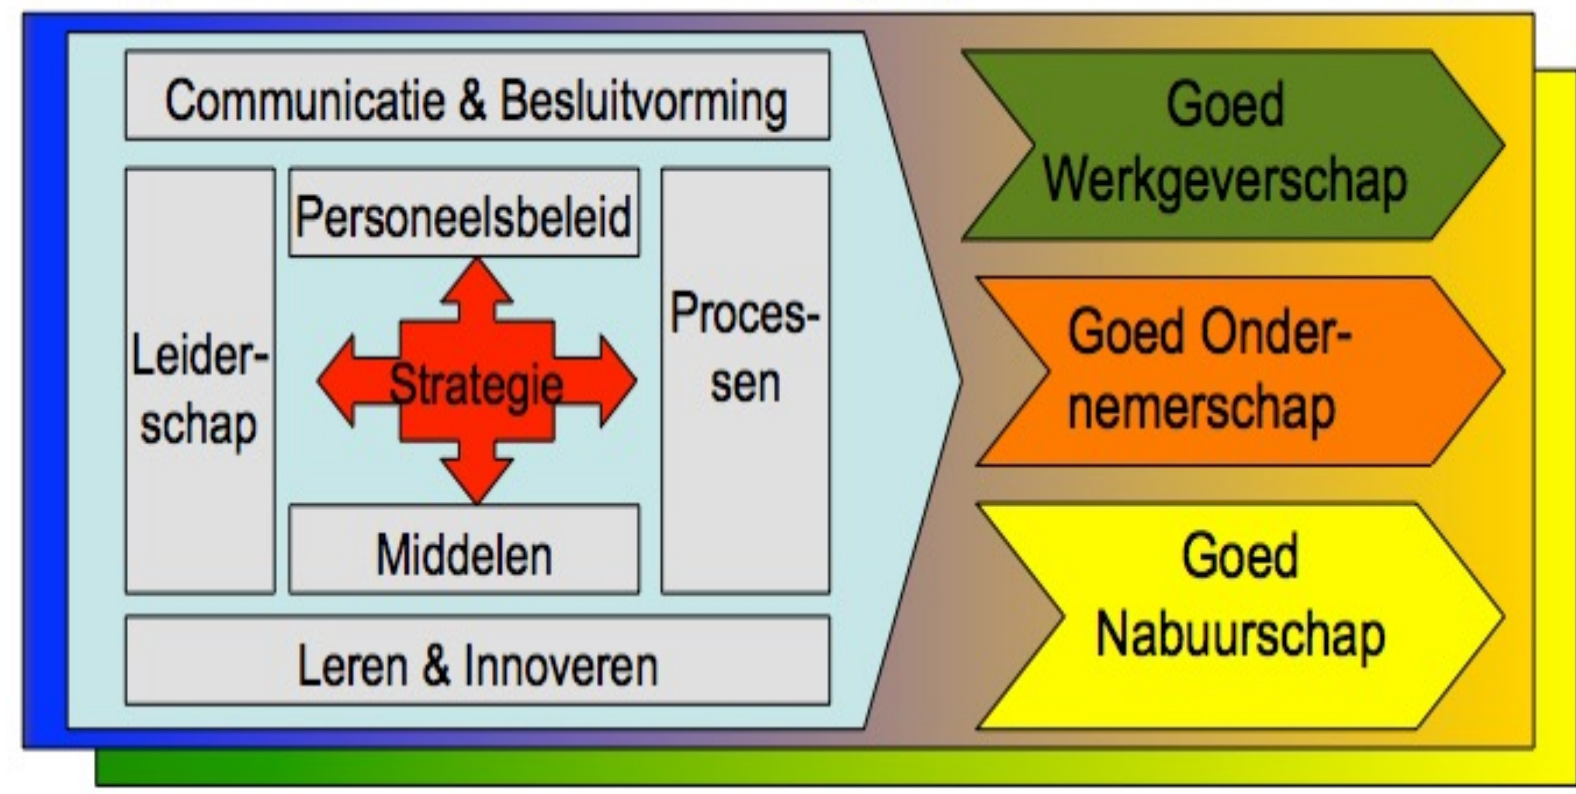 Communicatie & Besluitvorming
Personeelsbeleid
Leider-
schap
Strategie
Proces-
sen
Middelen
Leren & Innoveren
Goed
Werkgeverschap
Goed Onder-
nemerschap
Goed
Nabuurschap